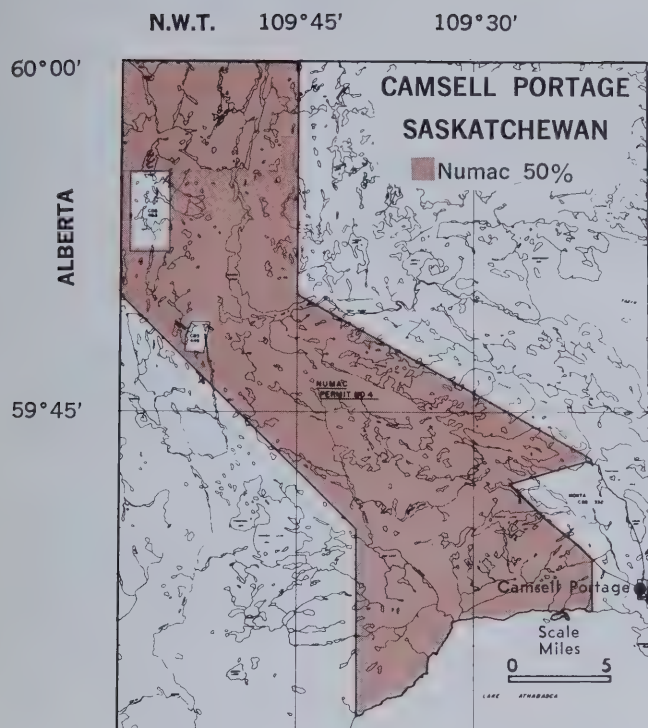 N.W.T. 109°45' 109°30'
60°00'
CAMSELL PORTAGE
SASKATCHEWAN
Numac 50%
ALBERTA
NUMAC
PERMIT NO 4
59°45'
Camsell Portage
Scale
Miles
0 5
LAKE ATHABASCA